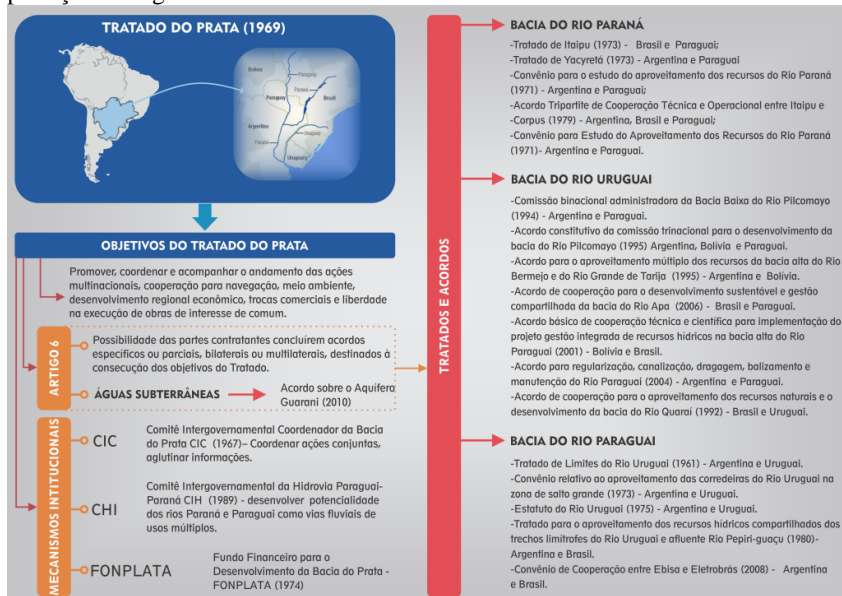 TRATADO DO PRATA (1969)
Bolivia
Paraguay
Paraná
Brazil
Paraguay
Argentina
Uruguay
Paraná
Uruguay
OBJETIVOS DO TRATADO DO PRATA
Promover, coordenar e acompanhar o andamento das ações
multinacionais, cooperação para navegação, meio ambiente,
desenvolvimento regional econômico, trocas comerciais e liberdade
na execução de obras de interesse de comum.
ARTIGO 6
Possibilidade das partes contratantes concluírem acordos
específicos ou parciais, bilaterais ou multilaterais, destinados à
consecução dos objetivos do Tratado.
ÁGUAS SUBTERRÂNEAS
Acordo sobre o Aquífero
Guarani (2010)
MECANISMOS INSTITUCIONAIS
CIC
Comitê Intergovernamental Coordenador da Bacia
do Prata CIC (1967)– Coordenar ações conjuntas,
aglutinar informações.
CHI
Comitê Intergovernamental da Hidrovia Paraguai-
Paraná CIH (1989) - desenvolver potencialidade
dos rios Paraná e Paraguai como vias fluviais de
usos múltiplos.
FONPLATA
Fundo Financeiro para o
Desenvolvimento da Bacia do Prata -
FONPLATA (1974)
TRATADOS E ACORDOS
BACIA DO RIO PARANÁ
-Tratado de Itaipu (1973) - Brasil e Paraguai;
-Tratado de Yacyretá (1973) - Argentina e Paraguai
-Convênio para o estudo do aproveitamento dos recursos do Rio Paraná
(1971) - Argentina e Paraguai;
-Acordo Tripartite de Cooperação Técnica e Operacional entre Itaipu e
-Corpus (1979) - Argentina, Brasil e Paraguai;
-Convênio para Estudo do Aproveitamento dos Recursos do Rio Paraná
(1971)- Argentina e Paraguai.
BACIA DO RIO URUGUAI
-Comissão binacional administradora da Bacia Baixa do Rio Pilcomayo
(1994) - Argentina e Paraguai.
-Acordo constitutivo da comissão trinacional para o desenvolvimento da
bacia do Rio Pilcomayo (1995) Argentina, Bolívia e Paraguai.
-Acordo para o aproveitamento múltiplo dos recursos da bacia alta do Rio
Bermejo e do Rio Grande de Tarija (1995) - Argentina e Bolívia.
-Acordo de cooperação para o desenvolvimento sustentável e gestão
compartilhada da bacia do Rio Apa (2006) - Brasil e Paraguai.
-Acordo básico de cooperação técnica e científica para implementação do
projeto gestão integrada de recursos hídricos na bacia alta do Rio
Paraguai (2001) - Bolívia e Brasil.
-Acordo para regularização, canalização, dragagem, balizamento e
manutenção do Rio Paraguai (2004) - Argentina e Paraguai.
-Acordo de cooperação para o aproveitamento dos recursos naturais e o
desenvolvimento da bacia do Rio Quaraí (1992) - Brasil e Uruguai.
BACIA DO RIO PARAGUAI
-Tratado de Limites do Rio Uruguai (1961) - Argentina e Uruguai.
-Convênio relativo ao aproveitamento das corredeiras do Rio Uruguai na
zona de salto grande (1973) - Argentina e Uruguai.
-Estatuto do Rio Uruguai (1975) - Argentina e Uruguai.
-Tratado para o aproveitamento dos recursos hídricos compartilhados dos
trechos limítrofes do Rio Uruguai e afluente Rio Pepiri-guaçu (1980)-
Argentina e Brasil.
-Convênio de Cooperação entre Ebisa e Eletrobrás (2008) - Argentina
e Brasil.